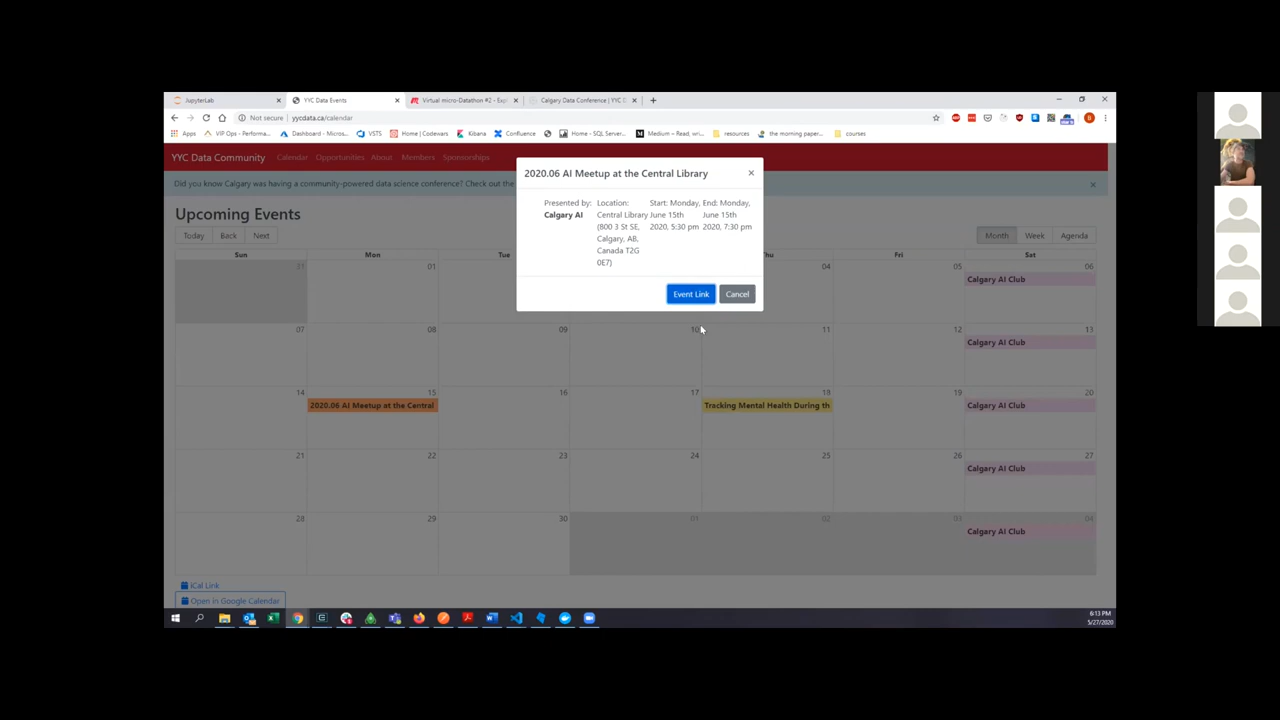 JupyterLab
YYC Data Events
Virtual micro-Datathon #2 - Exp
Calgary Data Conference | YYC
Not secure | yycdata.ca/calendar
Apps VIP Ops - Performa... Dashboard - Micros... VSTS Home | Codewars Kibana Confluence Home - SQL Server... Medium – Read, wri... resources the morning paper... courses
YYC Data Community Calendar Opportunities About Members Sponsorships
Did you know Calgary was having a community-powered data science conference? Check out the
Upcoming Events
Today Back Next
Month Week Agenda
2020.06 AI Meetup at the Central Library ×
Presented by:
Calgary AI
Location:
Central Library
(800 3 St SE,
Calgary, AB,
Canada T2G
0E7)
Start: Monday,
June 15th
2020, 5:30 pm
End: Monday,
June 15th
2020, 7:30 pm
Event Link Cancel
Sun Mon Tue Thu Fri Sat
31 01 04 05 06
Calgary AI Club
07 08 09 10 11 12 13
Calgary AI Club
14 15 16 17 18 19 20
2020.06 AI Meetup at the Central Tracking Mental Health During th Calgary AI Club
21 22 23 24 25 26 27
Calgary AI Club
28 29 30 01 02 03 04
Calgary AI Club
iCal Link
Open in Google Calendar
6:13 PM
5/27/2020